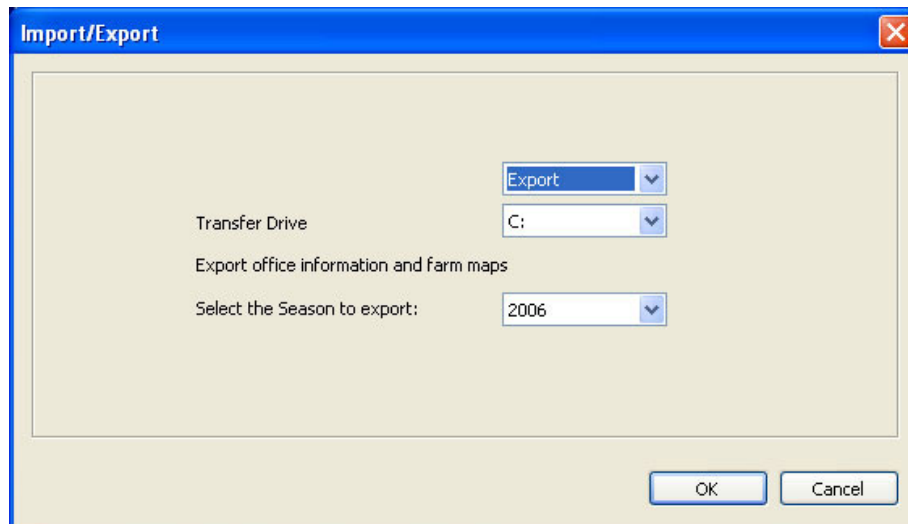 Import/Export
Export
Transfer Drive C:
Export office information and farm maps
Select the Season to export: 2006
OK Cancel